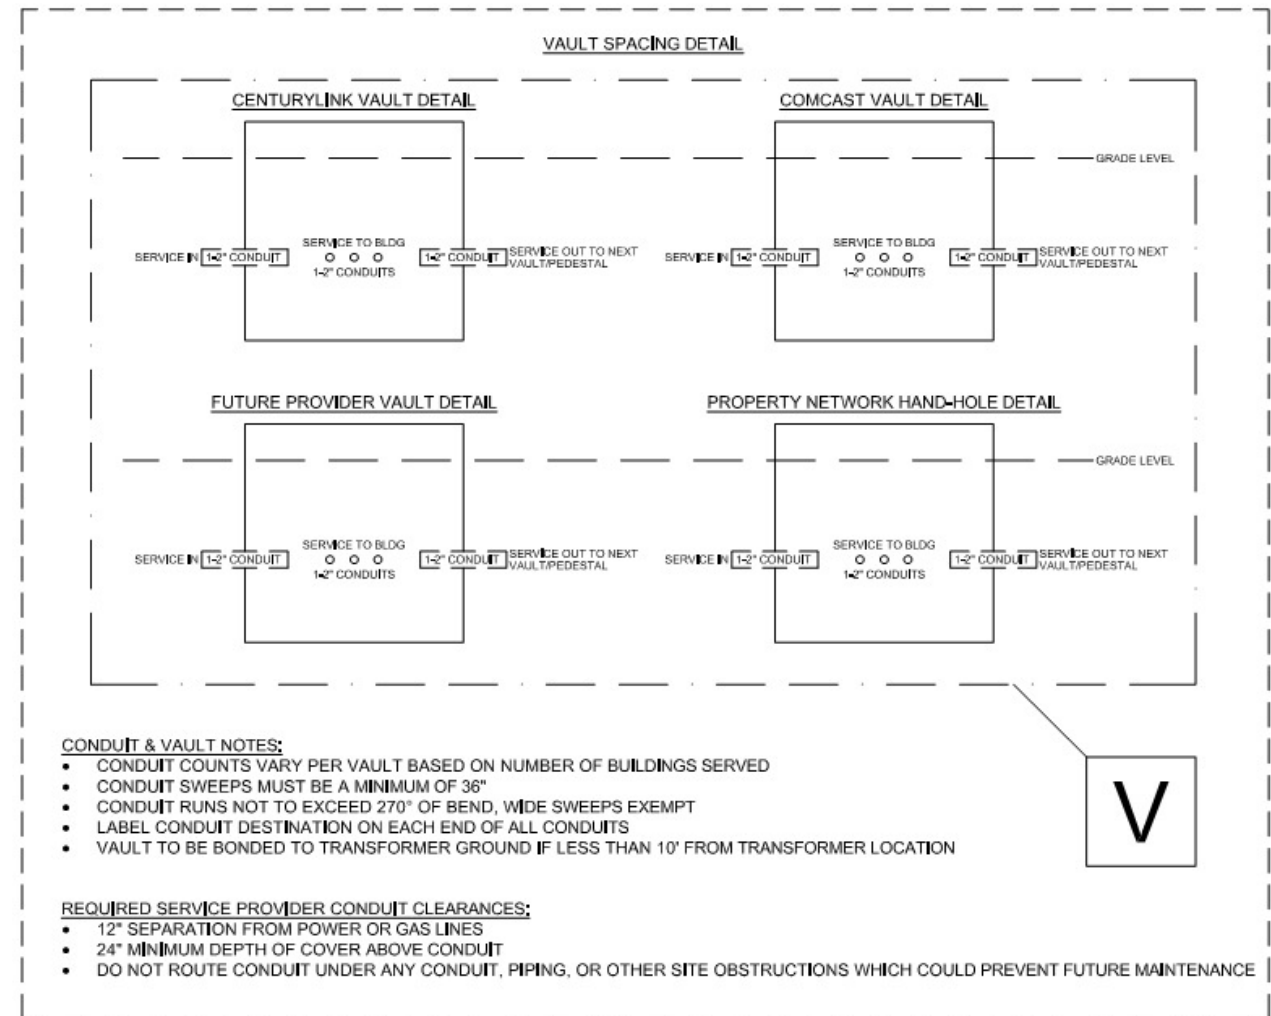 VAULT SPACING DETAIL
CENTURYLINK VAULT DETAIL
COMCAST VAULT DETAIL
GRADE LEVEL
SERVICE IN
1-2" CONDUIT
SERVICE TO BLDG
1-2" CONDUITS
1-2" CONDUIT
SERVICE OUT TO NEXT
VAULT/PEDESTAL
SERVICE IN
1-2" CONDUIT
SERVICE TO BLDG
1-2" CONDUITS
1-2" CONDUIT
SERVICE OUT TO NEXT
VAULT/PEDESTAL
FUTURE PROVIDER VAULT DETAIL
PROPERTY NETWORK HAND-HOLE DETAIL
GRADE LEVEL
SERVICE IN
1-2" CONDUIT
SERVICE TO BLDG
1-2" CONDUITS
1-2" CONDUIT
SERVICE OUT TO NEXT
VAULT/PEDESTAL
SERVICE IN
1-2" CONDUIT
SERVICE TO BLDG
1-2" CONDUITS
1-2" CONDUIT
SERVICE OUT TO NEXT
VAULT/PEDESTAL
CONDUIT & VAULT NOTES:
• CONDUIT COUNTS VARY PER VAULT BASED ON NUMBER OF BUILDINGS SERVED
• CONDUIT SWEEPS MUST BE A MINIMUM OF 36"
• CONDUIT RUNS NOT TO EXCEED 270° OF BEND, WIDE SWEEPS EXEMPT
• LABEL CONDUIT DESTINATION ON EACH END OF ALL CONDUITS
• VAULT TO BE BONDED TO TRANSFORMER GROUND IF LESS THAN 10' FROM TRANSFORMER LOCATION
V
REQUIRED SERVICE PROVIDER CONDUIT CLEARANCES:
• 12" SEPARATION FROM POWER OR GAS LINES
• 24" MINIMUM DEPTH OF COVER ABOVE CONDUIT
• DO NOT ROUTE CONDUIT UNDER ANY CONDUIT, PIPING, OR OTHER SITE OBSTRUCTIONS WHICH COULD PREVENT FUTURE MAINTENANCE